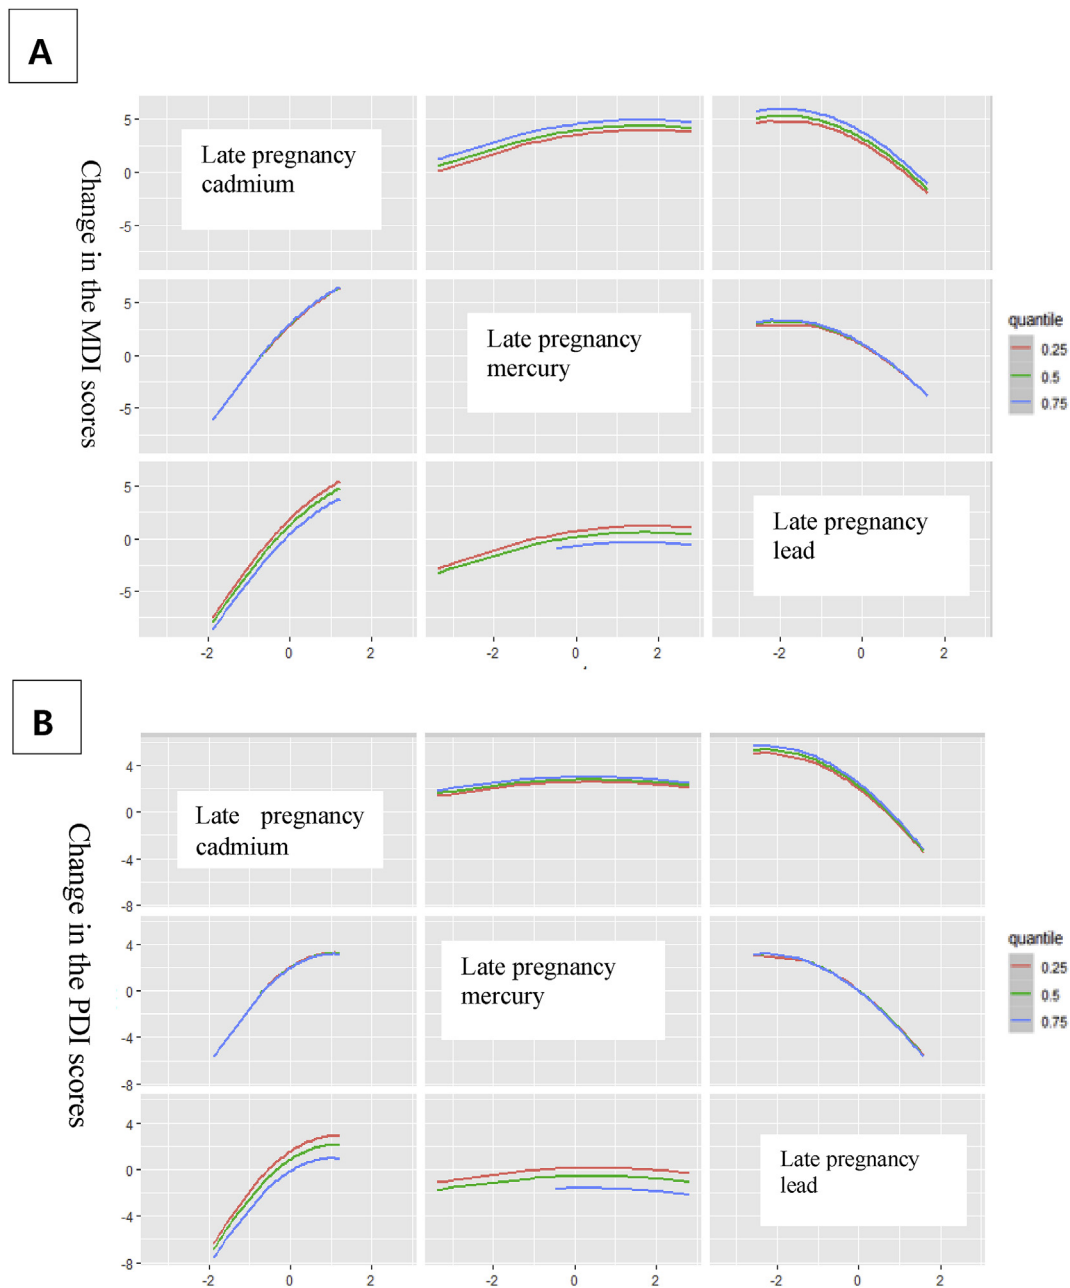 A
Change in the MDI scores
5
0
-5
Late pregnancy
cadmium
5
0
-5
Late pregnancy
mercury
quantile
0.25
0.5
0.75
5
0
-5
Late pregnancy
lead
-2 0 2 -2 0 2 -2 0 2
B
Change in the PDI scores
4
0
-4
-8
Late pregnancy
cadmium
4
0
-4
-8
Late pregnancy
mercury
quantile
0.25
0.5
0.75
4
0
-4
-8
Late pregnancy
lead
-2 0 2 -2 0 2 -2 0 2